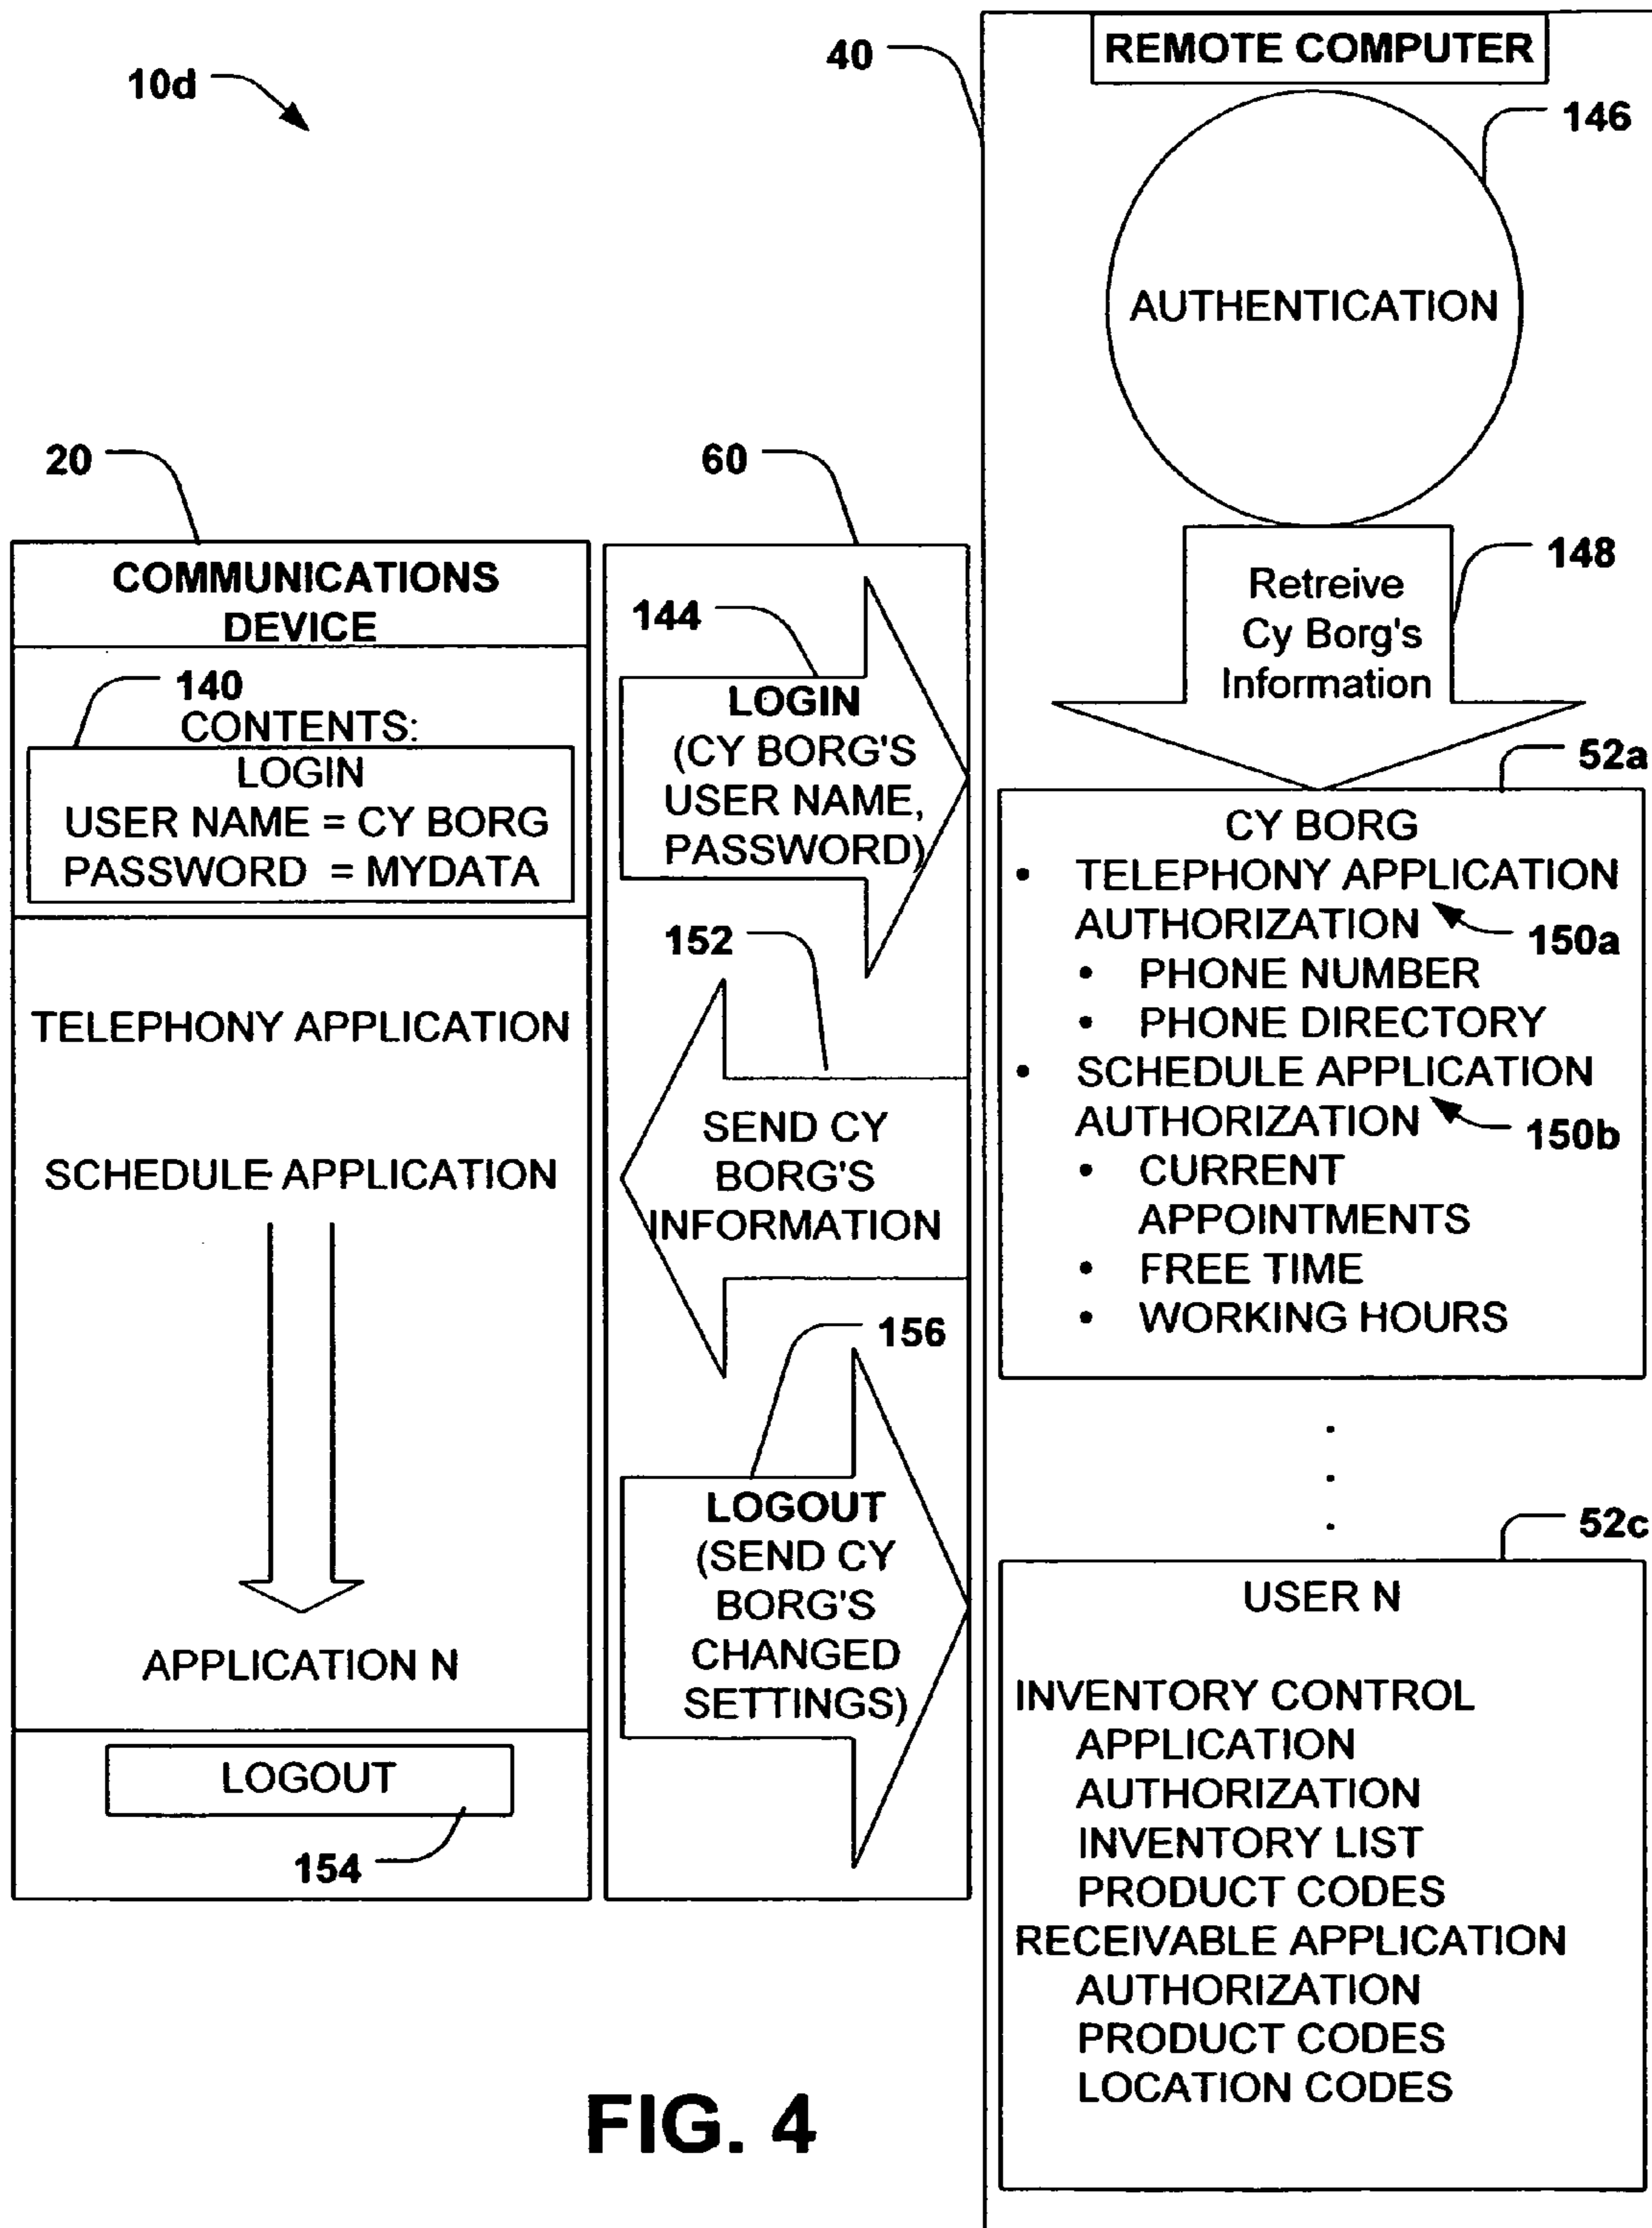 10d
40
REMOTE COMPUTER
146
AUTHENTICATION
148
Retreive
Cy Borg's
Information
20
COMMUNICATIONS
DEVICE
140
CONTENTS:
LOGIN
USER NAME = CY BORG
PASSWORD = MYDATA
TELEPHONY APPLICATION
SCHEDULE APPLICATION
APPLICATION N
LOGOUT
154
60
144
LOGIN
(CY BORG'S
USER NAME,
PASSWORD)
152
SEND CY
BORG'S
INFORMATION
156
LOGOUT
(SEND CY
BORG'S
CHANGED
SETTINGS)
52a
CY BORG
• TELEPHONY APPLICATION
AUTHORIZATION
150a
• PHONE NUMBER
• PHONE DIRECTORY
• SCHEDULE APPLICATION
AUTHORIZATION
150b
• CURRENT
APPOINTMENTS
• FREE TIME
• WORKING HOURS
52c
USER N
INVENTORY CONTROL
APPLICATION
AUTHORIZATION
INVENTORY LIST
PRODUCT CODES
RECEIVABLE APPLICATION
AUTHORIZATION
PRODUCT CODES
LOCATION CODES
FIG. 4